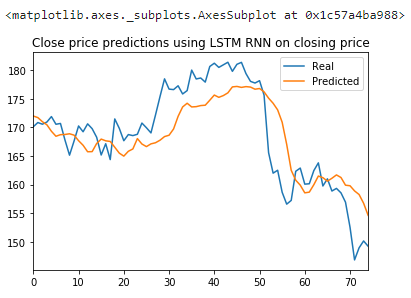 <matplotlib.axes._subplots.AxesSubplot at 0x1c57a4ba988>
Close price predictions using LSTM RNN on closing price
Real
Predicted
180
175
170
165
160
155
150
0 10 20 30 40 50 60 70